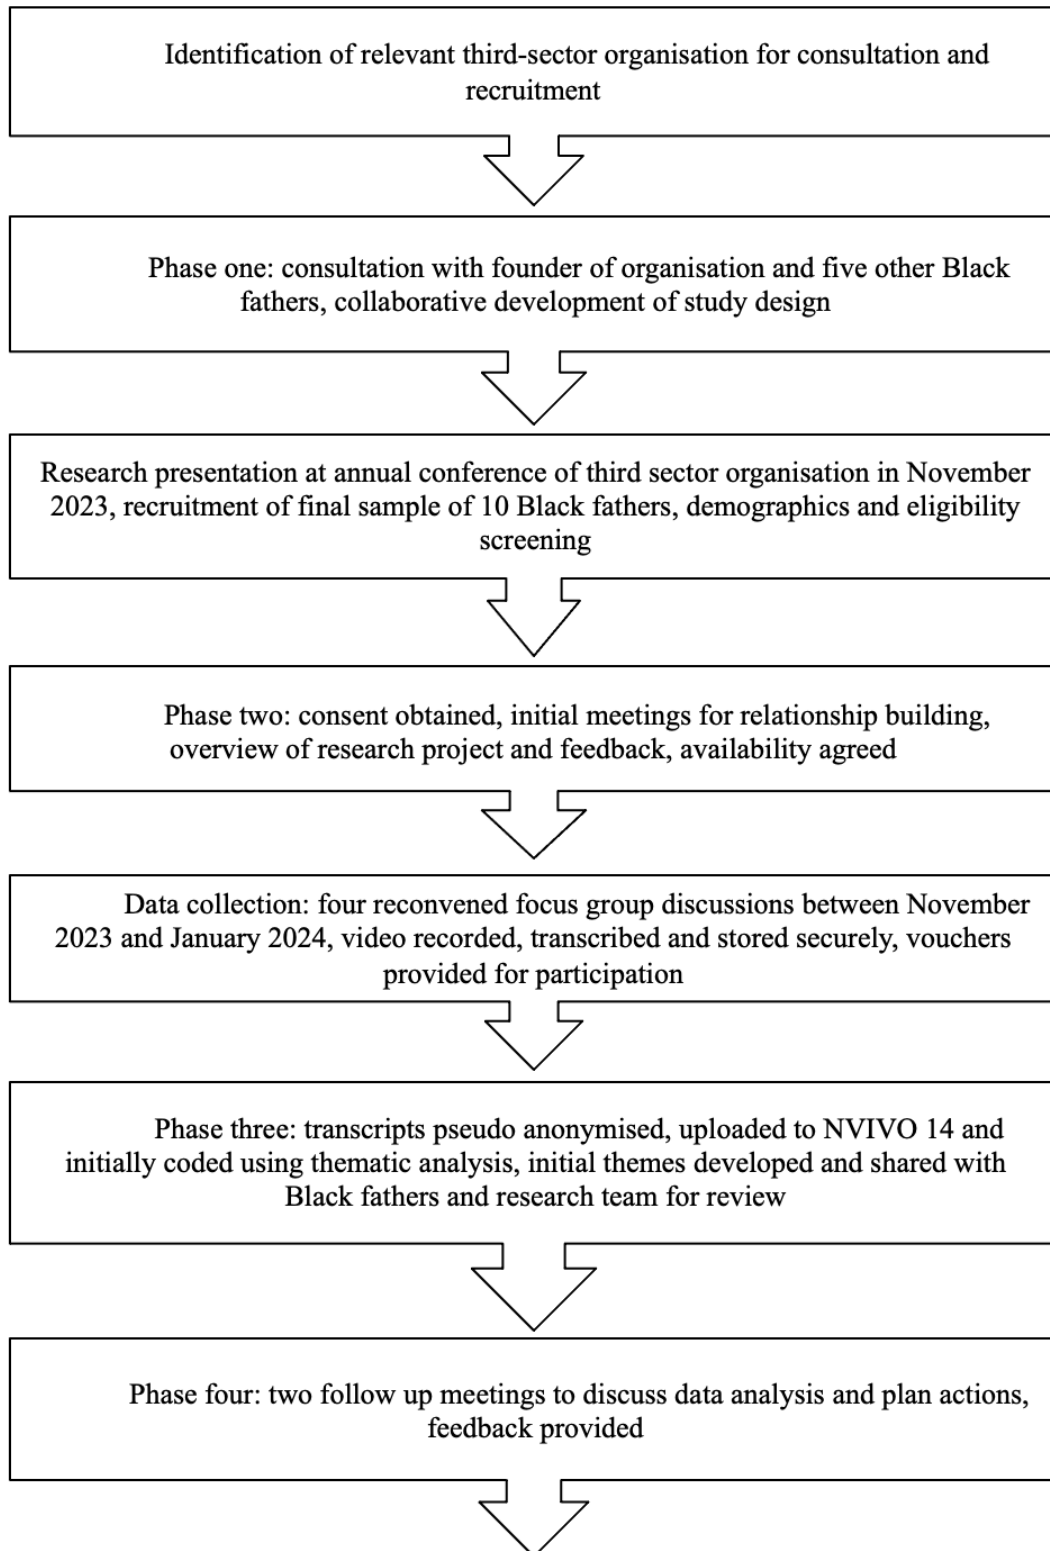 Identification of relevant third-sector organisation for consultation and
recruitment
Phase one: consultation with founder of organisation and five other Black
fathers, collaborative development of study design
Research presentation at annual conference of third sector organisation in November
2023, recruitment of final sample of 10 Black fathers, demographics and eligibility
screening
Phase two: consent obtained, initial meetings for relationship building,
overview of research project and feedback, availability agreed
Data collection: four reconvened focus group discussions between November
2023 and January 2024, video recorded, transcribed and stored securely, vouchers
provided for participation
Phase three: transcripts pseudo anonymised, uploaded to NVIVO 14 and
initially coded using thematic analysis, initial themes developed and shared with
Black fathers and research team for review
Phase four: two follow up meetings to discuss data analysis and plan actions,
feedback provided